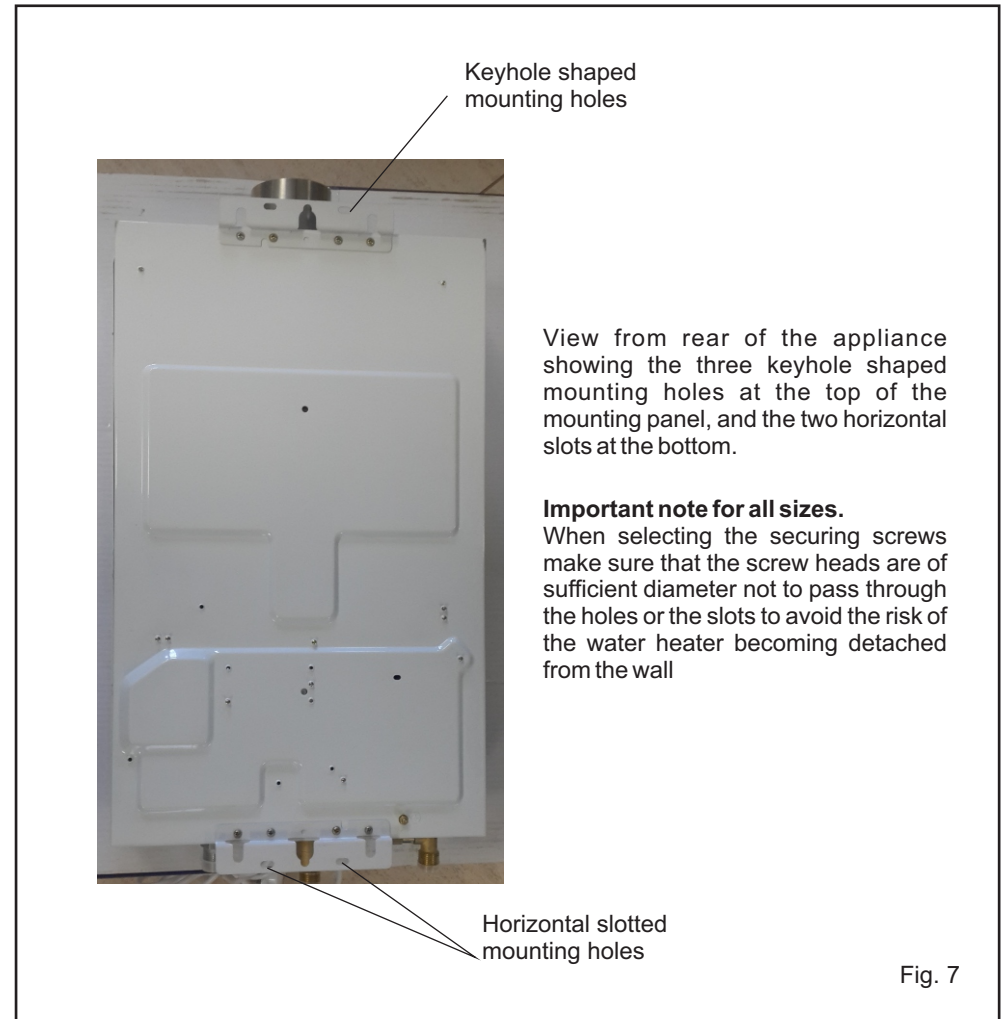 Keyhole shaped
mounting holes
View from rear of the appliance
showing the three keyhole shaped
mounting holes at the top of the
mounting panel, and the two horizontal
slots at the bottom.
Important note for all sizes.
When selecting the securing screws
make sure that the screw heads are of
sufficient diameter not to pass through
the holes or the slots to avoid the risk of
the water heater becoming detached
from the wall
Horizontal slotted
mounting holes
Fig. 7